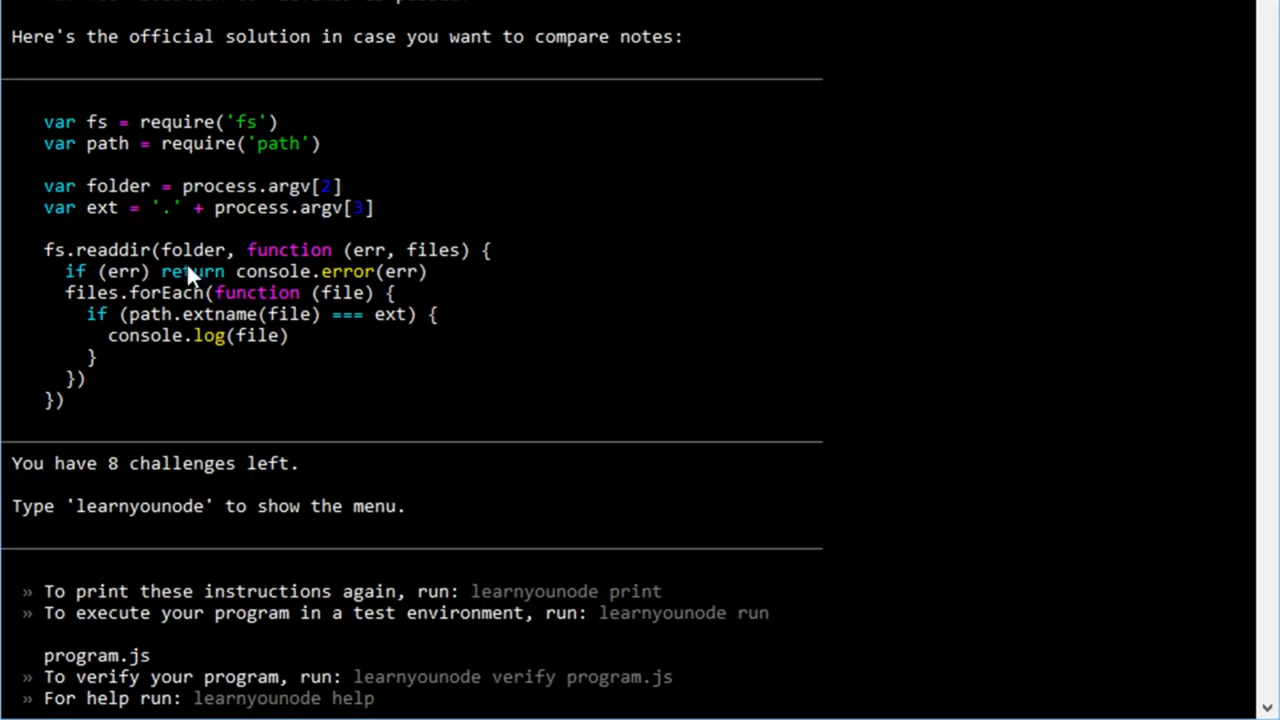 Here's the official solution in case you want to compare notes:
var fs = require('fs')
var path = require('path')
var folder = process.argv[2]
var ext = '.' + process.argv[3]
fs.readdir(folder, function (err, files) {
if (err) return console.error(err)
files.forEach(function (file) {
if (path.extname(file) === ext) {
console.log(file)
}
})
})
You have 8 challenges left.
Type 'learnyounode' to show the menu.
» To print these instructions again, run: learnyounode print
» To execute your program in a test environment, run: learnyounode run
program.js
» To verify your program, run: learnyounode verify program.js
» For help run: learnyounode help